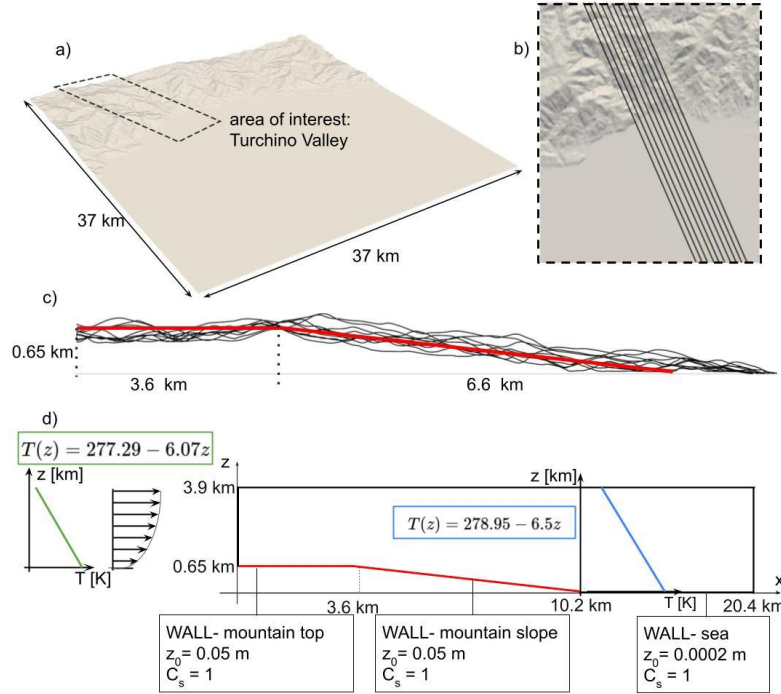 a)
b)
area of interest:
Turchino Valley
37 km
37 km
c)
0.65 km
3.6 km
6.6 km
d)
T(z) = 277.29 − 6.07z
z [km]
T [K]
z
3.9 km
0.65 km
z [km]
T(z) = 278.95 − 6.5z
T [K]
x
3.6 km
10.2 km
20.4 km
WALL- mountain top
z₀= 0.05 m
Cₛ = 1
WALL- mountain slope
z₀= 0.05 m
Cₛ = 1
WALL- sea
z₀= 0.0002 m
Cₛ = 1